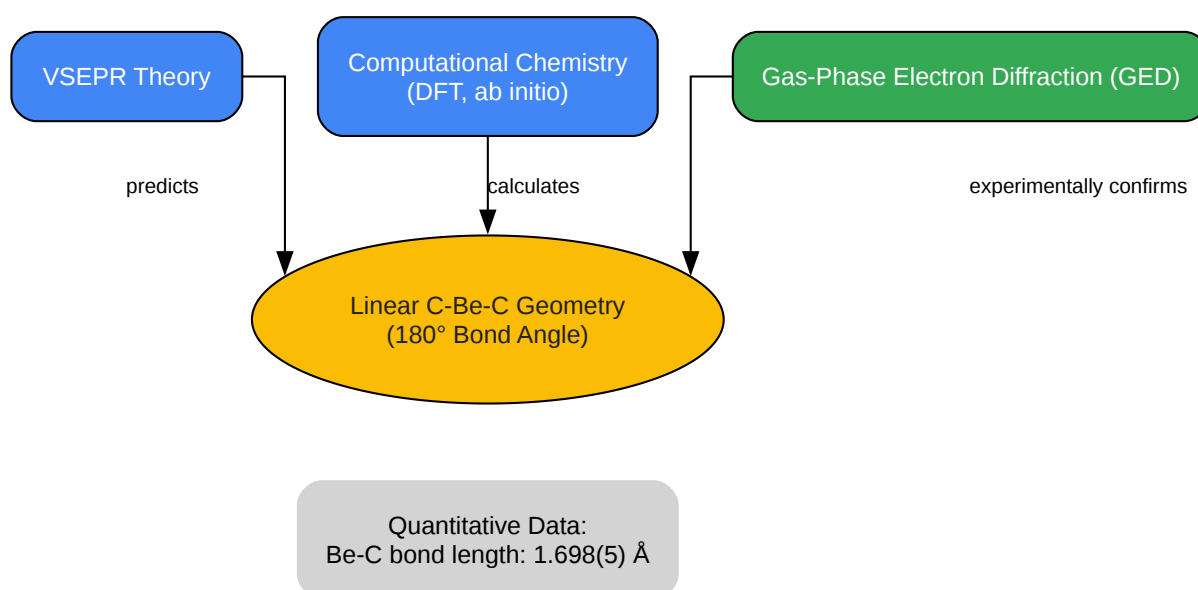 VSEPR Theory
Computational Chemistry
(DFT, ab initio)
Gas-Phase Electron Diffraction (GED)
predicts
calculates
experimentally confirms
Linear C-Be-C Geometry
(180° Bond Angle)
Quantitative Data:
Be-C bond length: 1.698(5) Å